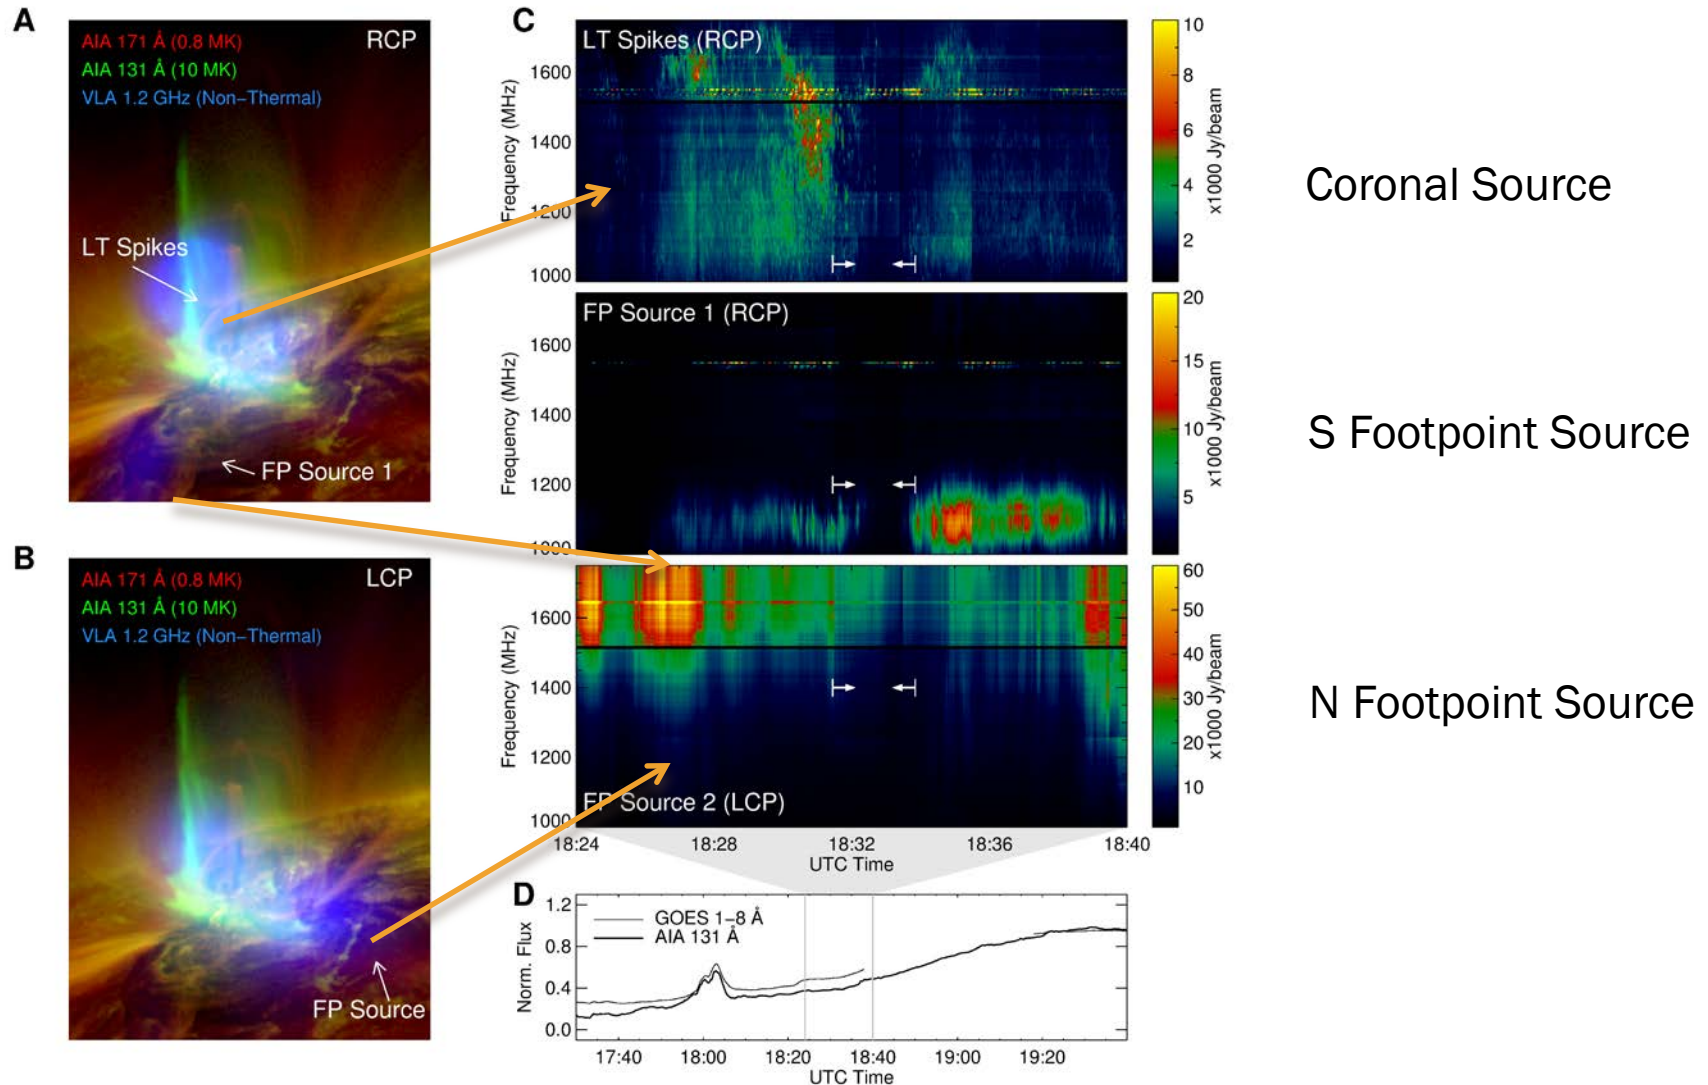 A
AIA 171 Å (0.8 MK)
RCP
AIA 131 Å (10 MK)
VLA 1.2 GHz (Non-Thermal)
LT Spikes
FP Source 1
B
AIA 171 Å (0.8 MK)
LCP
AIA 131 Å (10 MK)
VLA 1.2 GHz (Non-Thermal)
FP Source
C
LT Spikes (RCP)
Frequency (MHz)
1600
1400
1200
1000
10
8
6
4
2
x1000 Jy/beam
Coronal Source
FP Source 1 (RCP)
Frequency (MHz)
1600
1400
1200
1000
20
15
10
5
x1000 Jy/beam
S Footpoint Source
FP Source 2 (LCP)
Frequency (MHz)
1600
1400
1200
1000
60
50
40
30
20
10
x1000 Jy/beam
N Footpoint Source
18:24
18:28
18:32
18:36
18:40
UTC Time
D
GOES 1-8 Å
AIA 131 Å
Norm. Flux
1.2
0.8
0.4
0.0
17:40
18:00
18:20
18:40
19:00
19:20
UTC Time